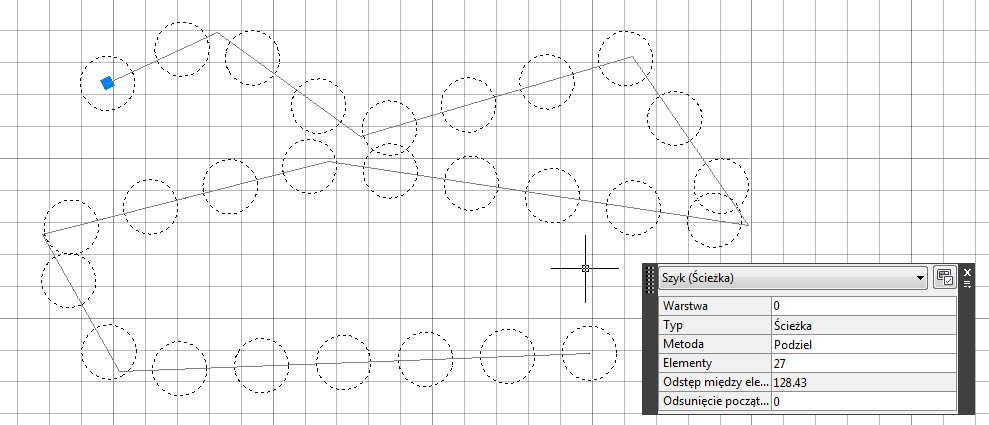 Szyk (Ścieżka)
Warstwa 0
Typ Ścieżka
Metoda Podziel
Elementy 27
Odstęp między ele... 128.43
Odsunięcie począt... 0